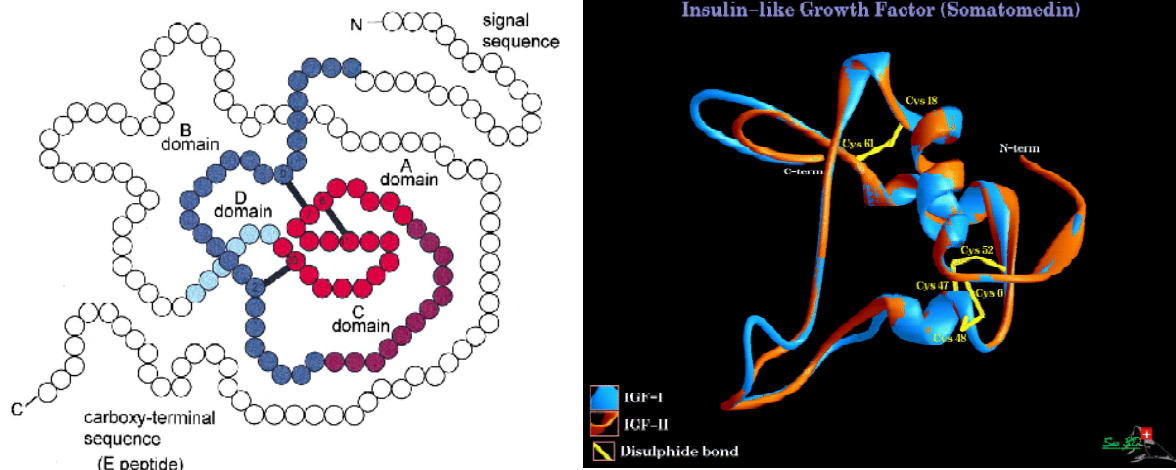 N
signal
sequence
B
domain
A
domain
D
domain
C
domain
C
carboxy-terminal
sequence
(E peptide)
Insulin-like Growth Factor (Somatomedin)
Cys 18
Cys 61
C-term
N-term
Cys 52
Cys 47
Cys 6
Cys 48
IGF-I
IGF-II
Disulphide bond